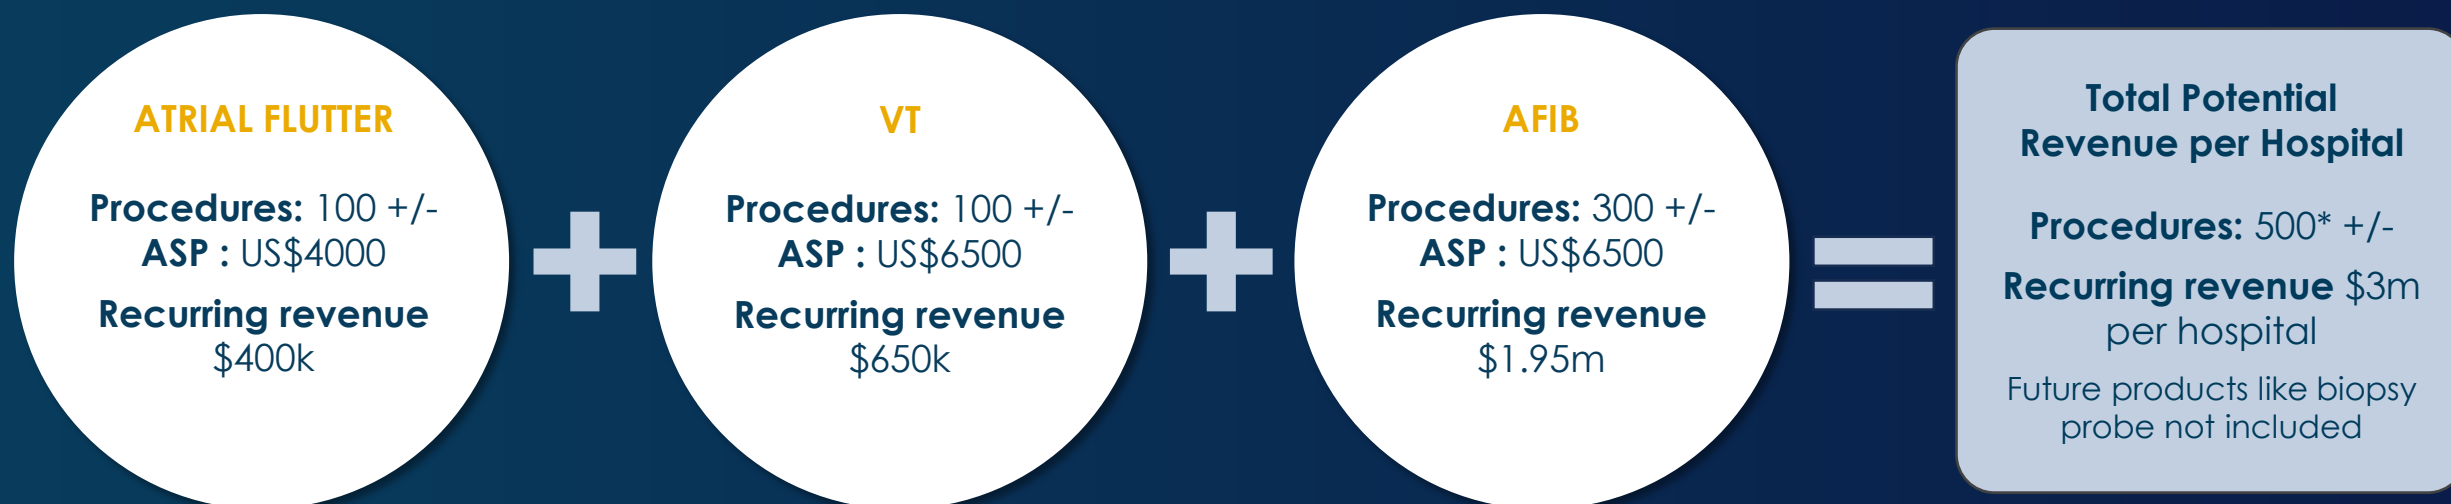 ATRIAL FLUTTER
Procedures: 100 +/-
ASP : US$4000
Recurring revenue
$400k
VT
Procedures: 100 +/-
ASP : US$6500
Recurring revenue
$650k
AFIB
Procedures: 300 +/-
ASP : US$6500
Recurring revenue
$1.95m
Total Potential
Revenue per Hospital
Procedures: 500* +/-
Recurring revenue $3m
per hospital
Future products like biopsy
probe not included